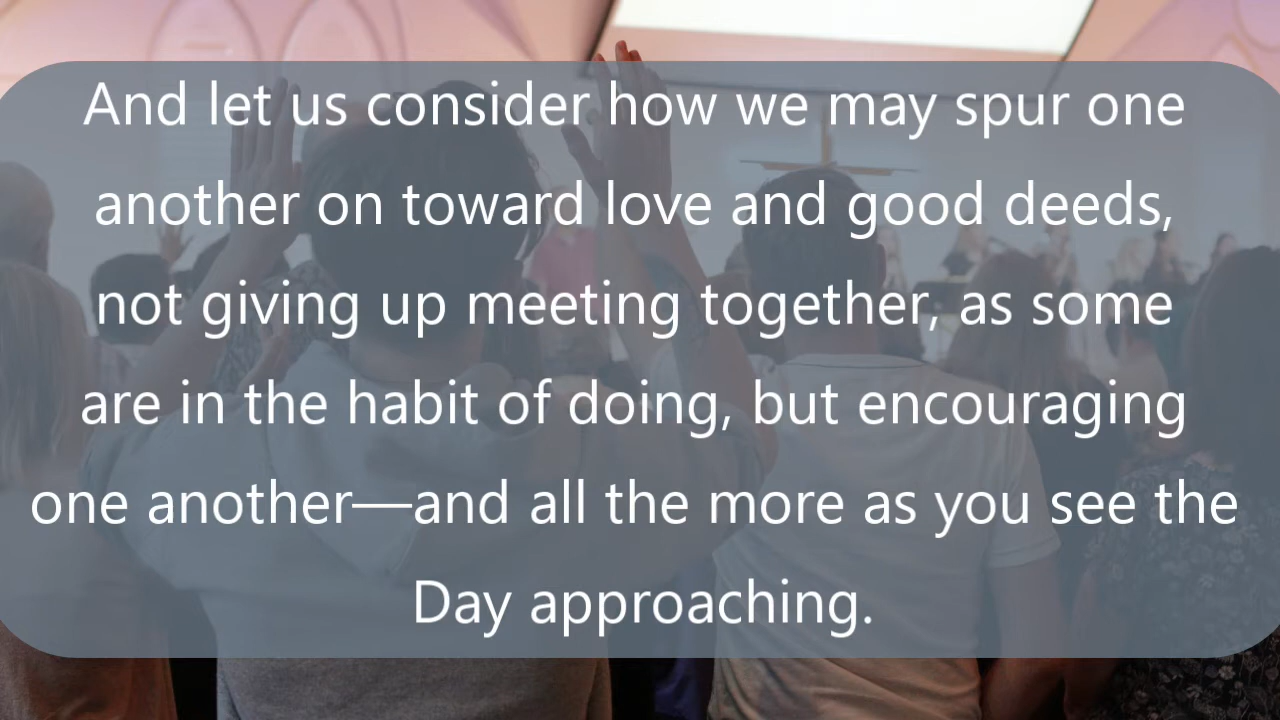 And let us consider how we may spur one
another on toward love and good deeds,
not giving up meeting together, as some
are in the habit of doing, but encouraging
one another—and all the more as you see the
Day approaching.